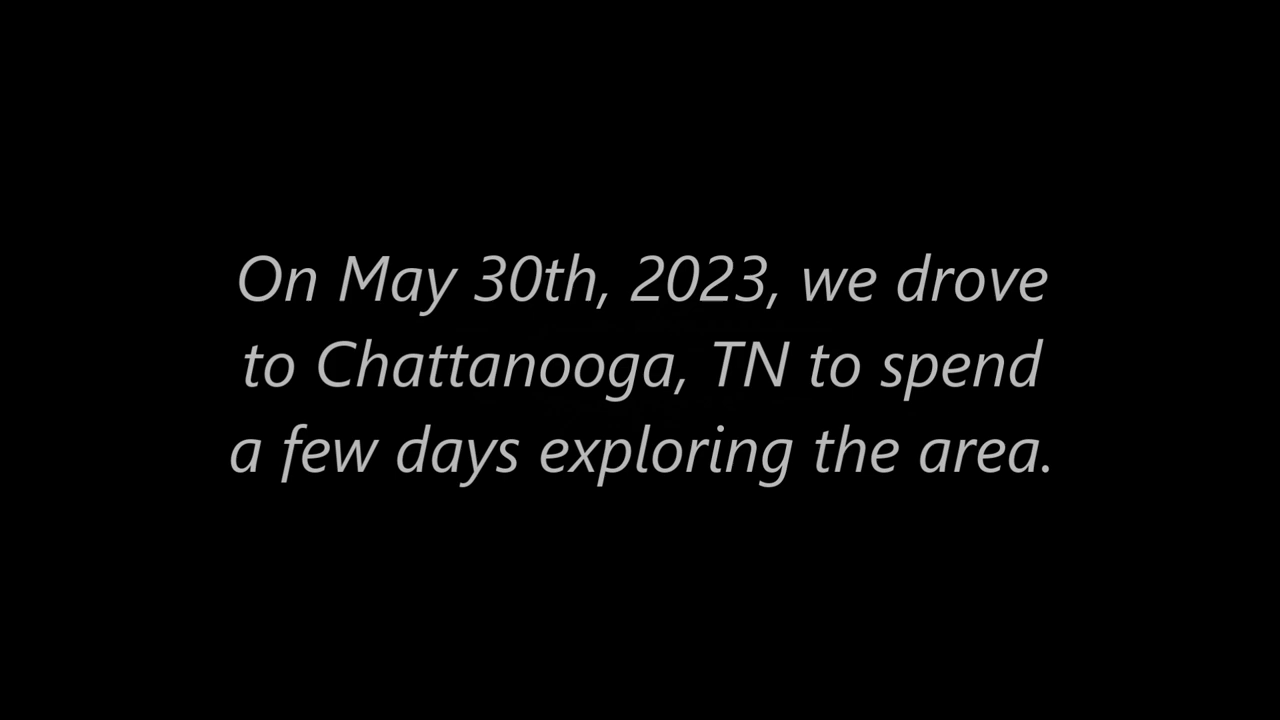 On May 30th, 2023, we drove
to Chattanooga, TN to spend
a few days exploring the area.